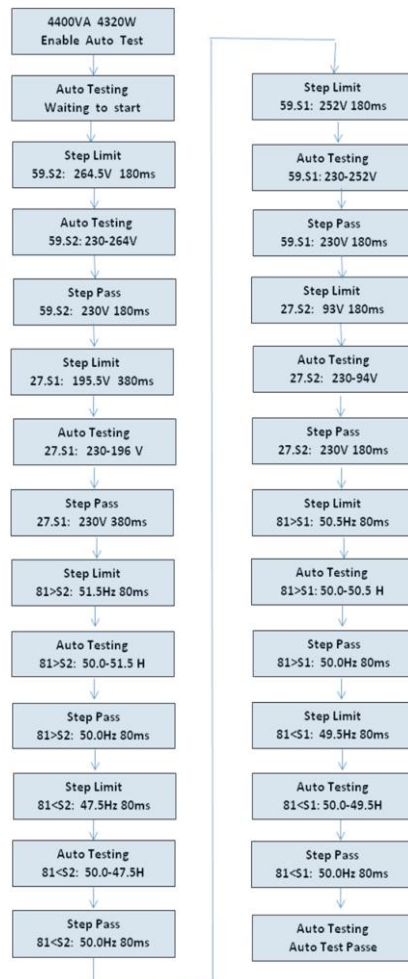 4400VA 4320W
Enable Auto Test
Auto Testing
Waiting to start
Step Limit
59.S2: 264.5V 180ms
Auto Testing
59.S2: 230-264V
Step Pass
59.S2: 230V 180ms
Step Limit
27.S1: 195.5V 380ms
Auto Testing
27.S1: 230-196 V
Step Pass
27.S1: 230V 380ms
Step Limit
81>S2: 51.5Hz 80ms
Auto Testing
81>S2: 50.0-51.5 H
Step Pass
81>S2: 50.0Hz 80ms
Step Limit
81<S2: 47.5Hz 80ms
Auto Testing
81<S2: 50.0-47.5H
Step Pass
81<S2: 50.0Hz 80ms
Step Limit
59.S1: 252V 180ms
Auto Testing
59.S1: 230-252V
Step Pass
59.S1: 230V 180ms
Step Limit
27.S2: 93V 180ms
Auto Testing
27.S2: 230-94V
Step Pass
27.S2: 230V 180ms
Step Limit
81>S1: 50.5Hz 80ms
Auto Testing
81>S1: 50.0-50.5 H
Step Pass
81>S1: 50.0Hz 80ms
Step Limit
81<S1: 49.5Hz 80ms
Auto Testing
81<S1: 50.0-49.5H
Step Pass
81<S1: 50.0Hz 80ms
Auto Testing
Auto Test Passe